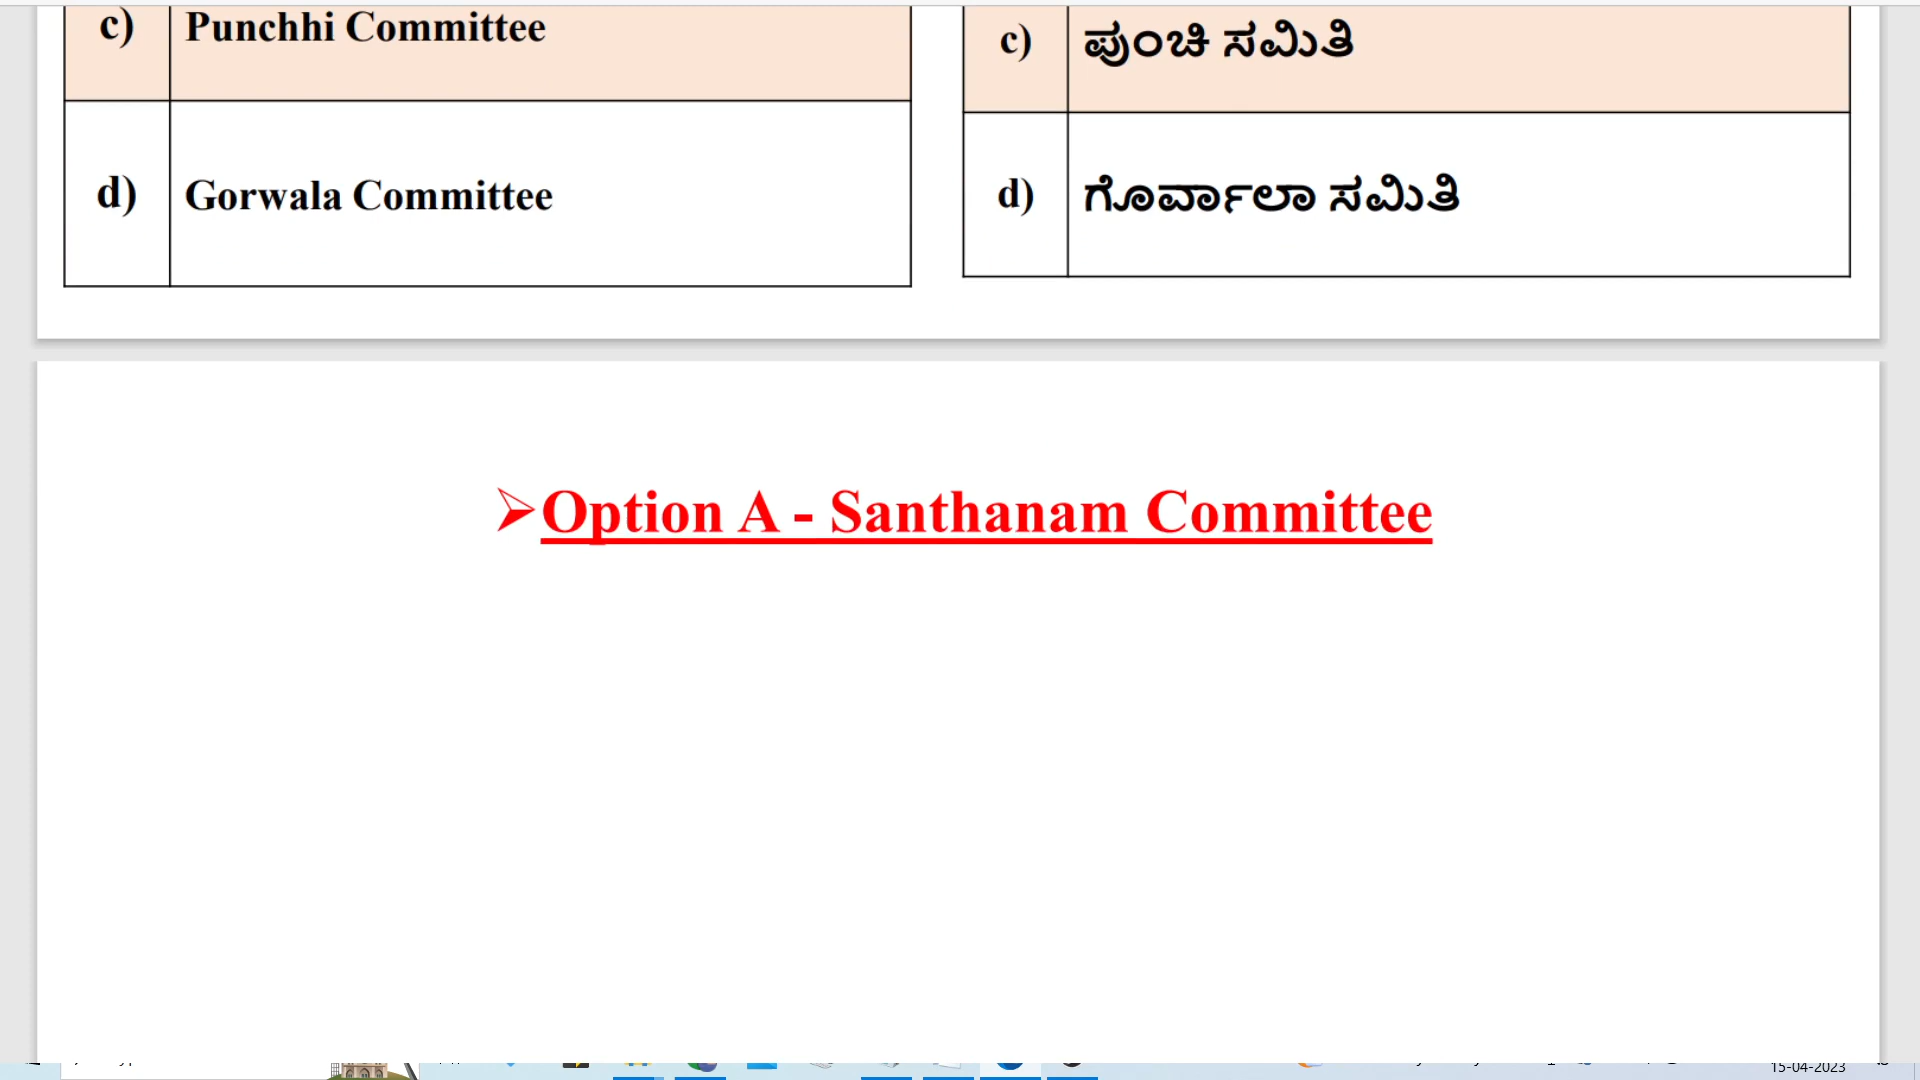 c) Punchhi Committee
d) Gorwala Committee
c) ಪುಂಚಿ ಸಮಿತಿ
d) ಗೊರ್ವಾಲಾ ಸಮಿತಿ
➢Option A - Santhanam Committee
15-04-2023